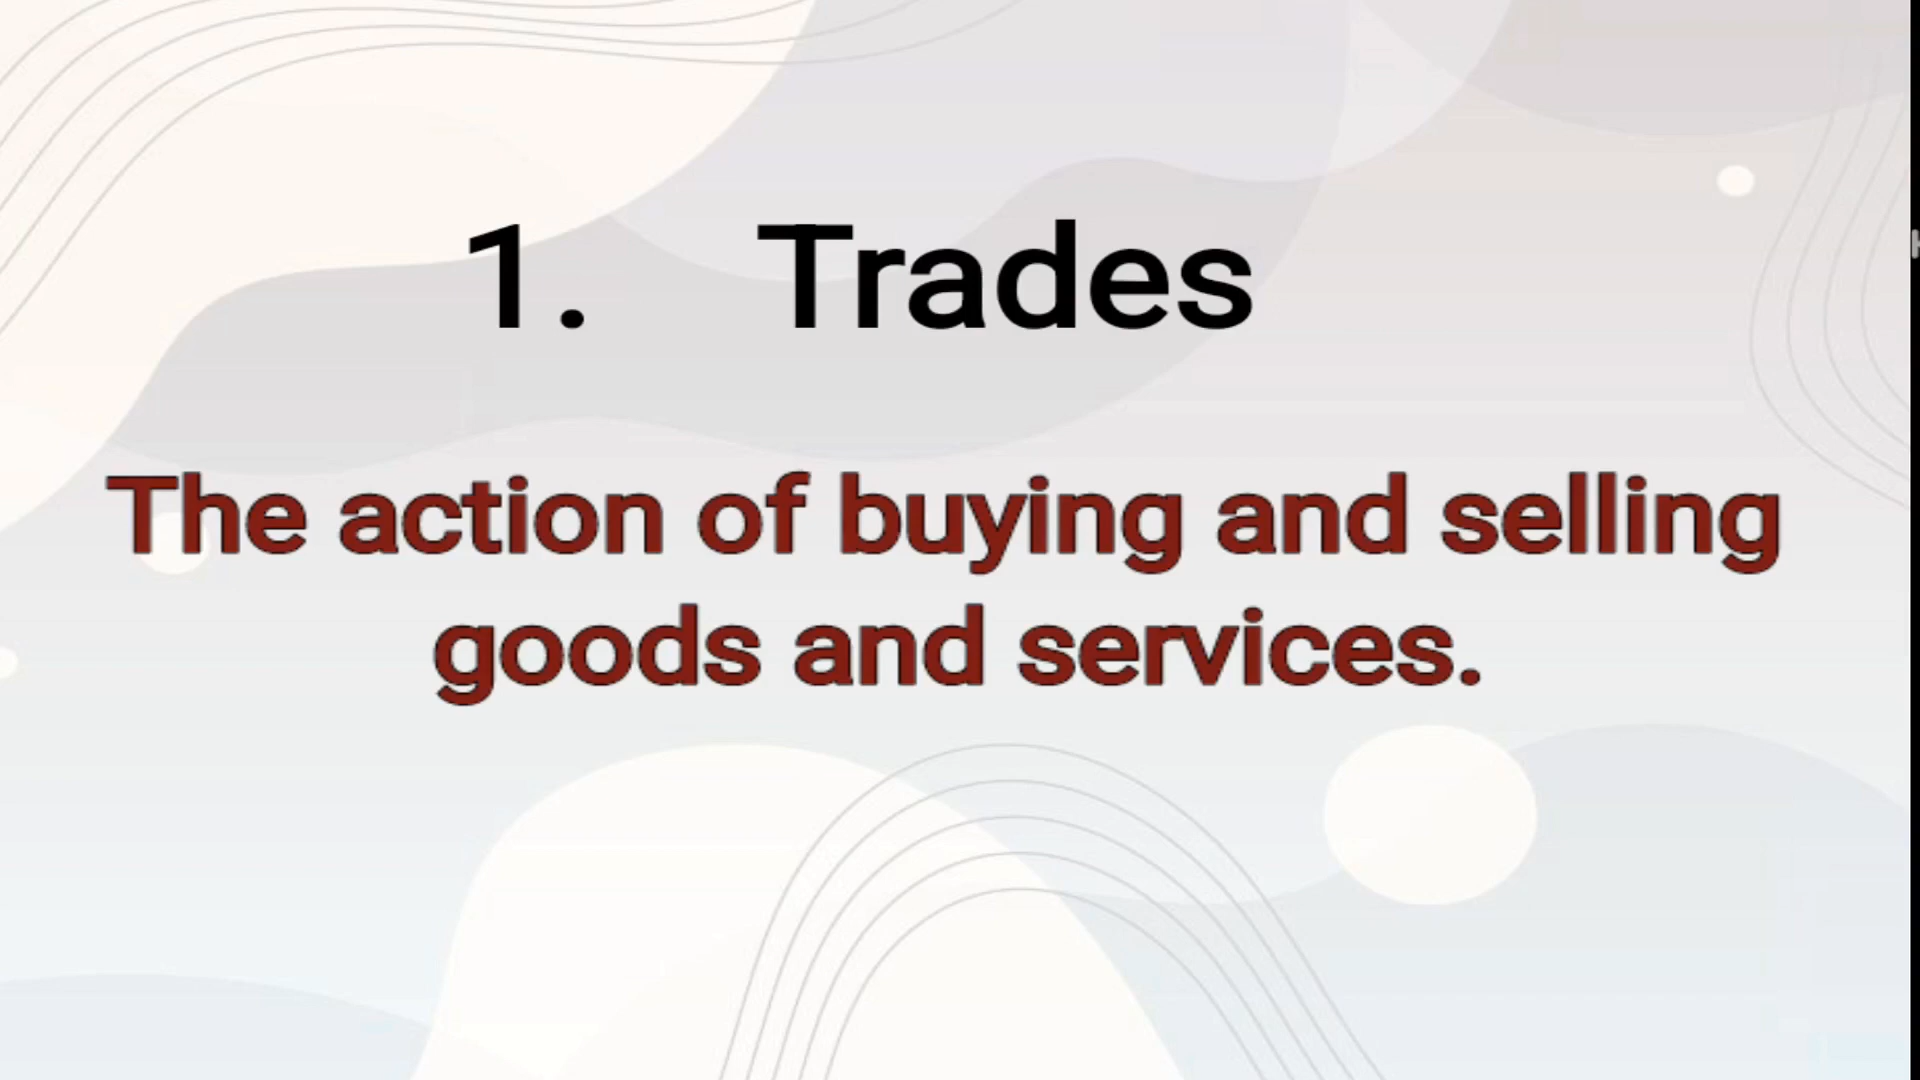 1. Trades
The action of buying and selling
goods and services.